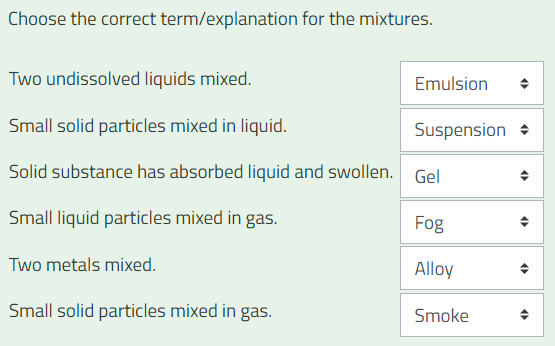 Choose the correct term/explanation for the mixtures.
Two undissolved liquids mixed. Emulsion
Small solid particles mixed in liquid. Suspension
Solid substance has absorbed liquid and swollen. Gel
Small liquid particles mixed in gas. Fog
Two metals mixed. Alloy
Small solid particles mixed in gas. Smoke